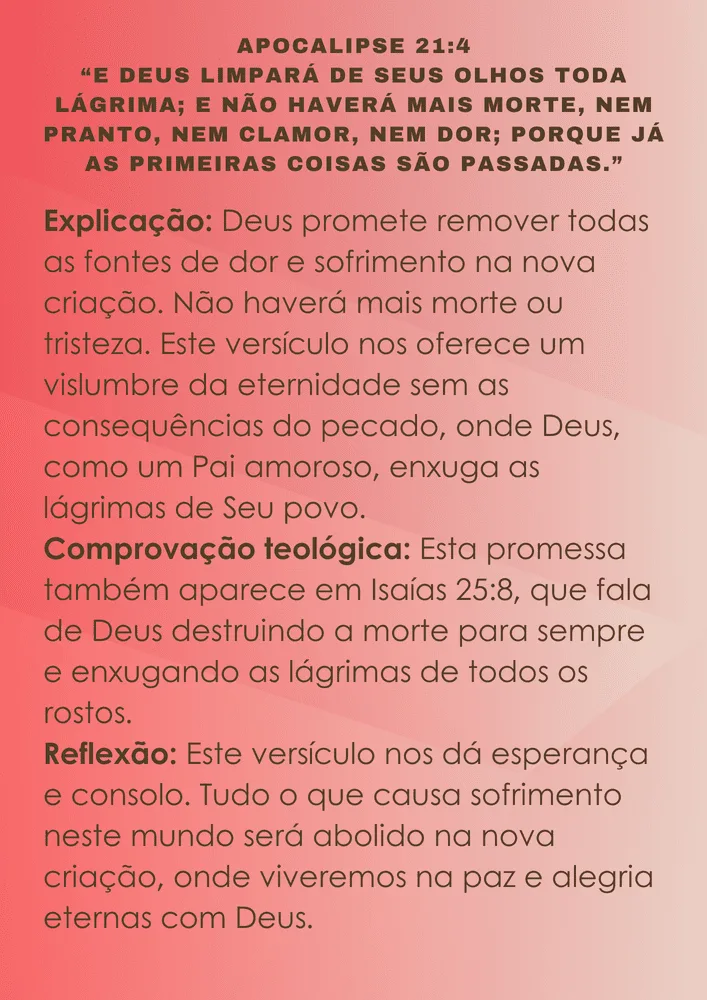 APOCALIPSE 21:4
“E DEUS LIMPARÁ DE SEUS OLHOS TODA
LÁGRIMA; E NÃO HAVERÁ MAIS MORTE, NEM
PRANTO, NEM CLAMOR, NEM DOR; PORQUE JÁ
AS PRIMEIRAS COISAS SÃO PASSADAS.”
Explicação: Deus promete remover todas
as fontes de dor e sofrimento na nova
criação. Não haverá mais morte ou
tristeza. Este versículo nos oferece um
vislumbre da eternidade sem as
consequências do pecado, onde Deus,
como um Pai amoroso, enxuga as
lágrimas de Seu povo.
Comprovação teológica: Esta promessa
também aparece em Isaías 25:8, que fala
de Deus destruindo a morte para sempre
e enxugando as lágrimas de todos os
rostos.
Reflexão: Este versículo nos dá esperança
e consolo. Tudo o que causa sofrimento
neste mundo será abolido na nova
criação, onde viveremos na paz e alegria
eternas com Deus.